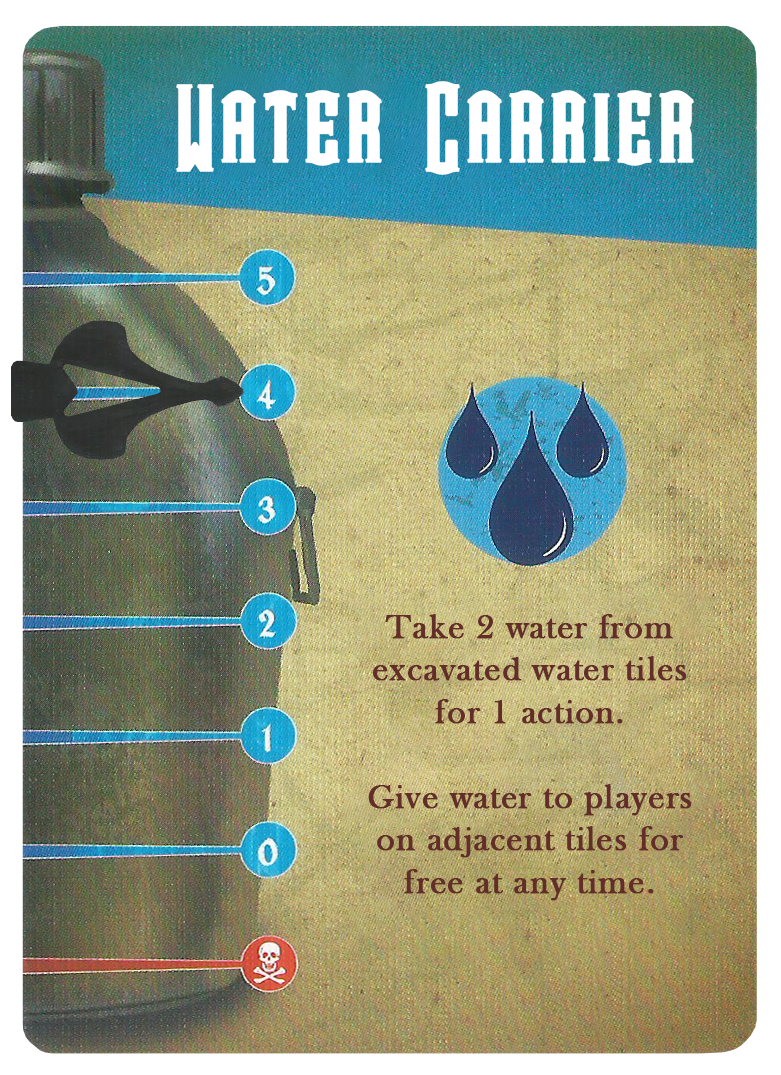 Water Carrier
5
4
3
2
1
0
Take 2 water from
excavated water tiles
for 1 action.
Give water to players
on adjacent tiles for
free at any time.